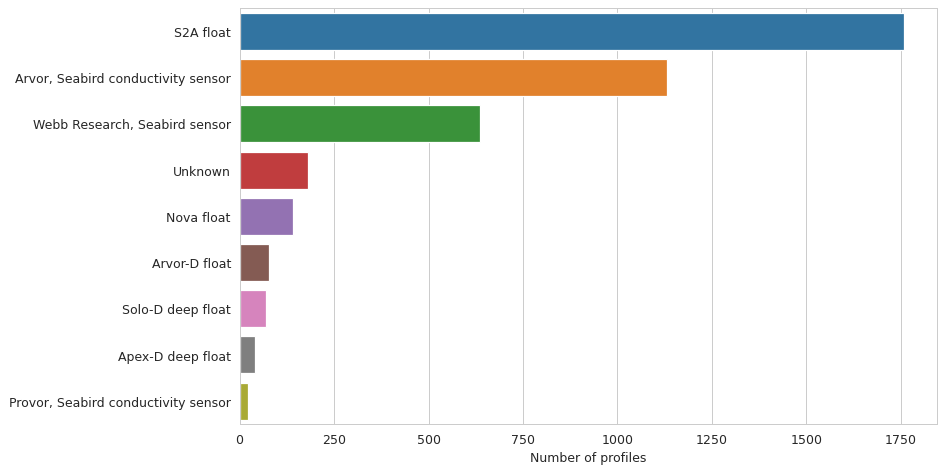 S2A float
Arvor, Seabird conductivity sensor
Webb Research, Seabird sensor
Unknown
Nova float
Arvor-D float
Solo-D deep float
Apex-D deep float
Provor, Seabird conductivity sensor
0 250 500 750 1000 1250 1500 1750
Number of profiles